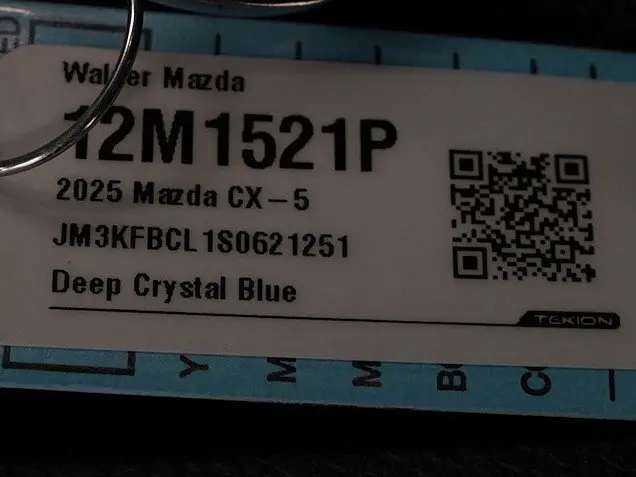 Walker Mazda
12M1521P
2025 Mazda CX-5
JM3KFBCL1S0621251
Deep Crystal Blue
TEKION
Y
M
M
B
C